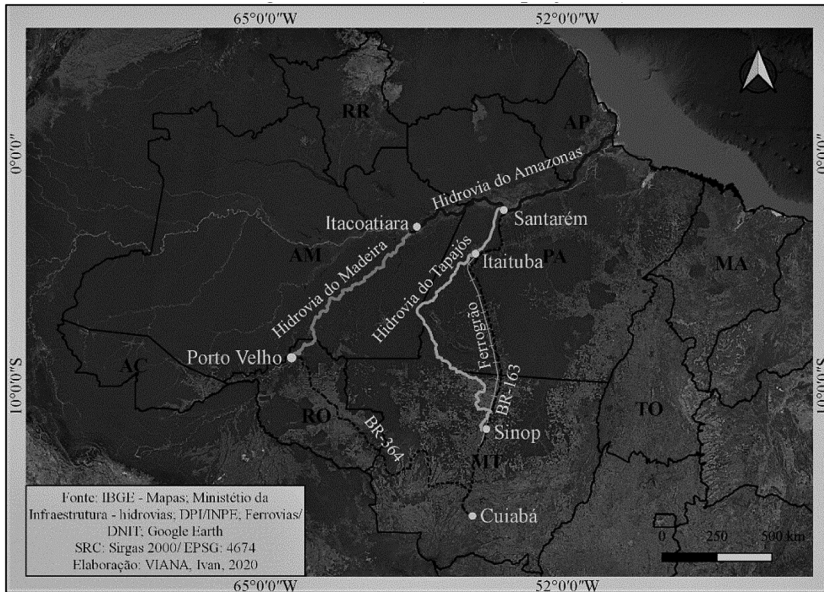 65°0'0"W 52°0'0"W
0°0'0" 0°0'0"
RR
AP
Hidrovia do Amazonas
Itacoatiara
Santarém
AM
Hidrovia do Madeira
Hidrovia do Tapajós
Itaituba
PA
MA
Ferrogrão
Porto Velho
AC
BR-163
10°0'0"S 10°0'0"S
RO
BR-364
TO
Sinop
MT
Cuiabá
Fonte: IBGE - Mapas; Ministétio da
Infraestrutura - hidrovias; DPI/INPE; Ferrovias/
DNIT; Google Earth
SRC: Sirgas 2000/ EPSG: 4674
Elaboração: VIANA, Ivan, 2020
0 250 500 km
65°0'0"W 52°0'0"W